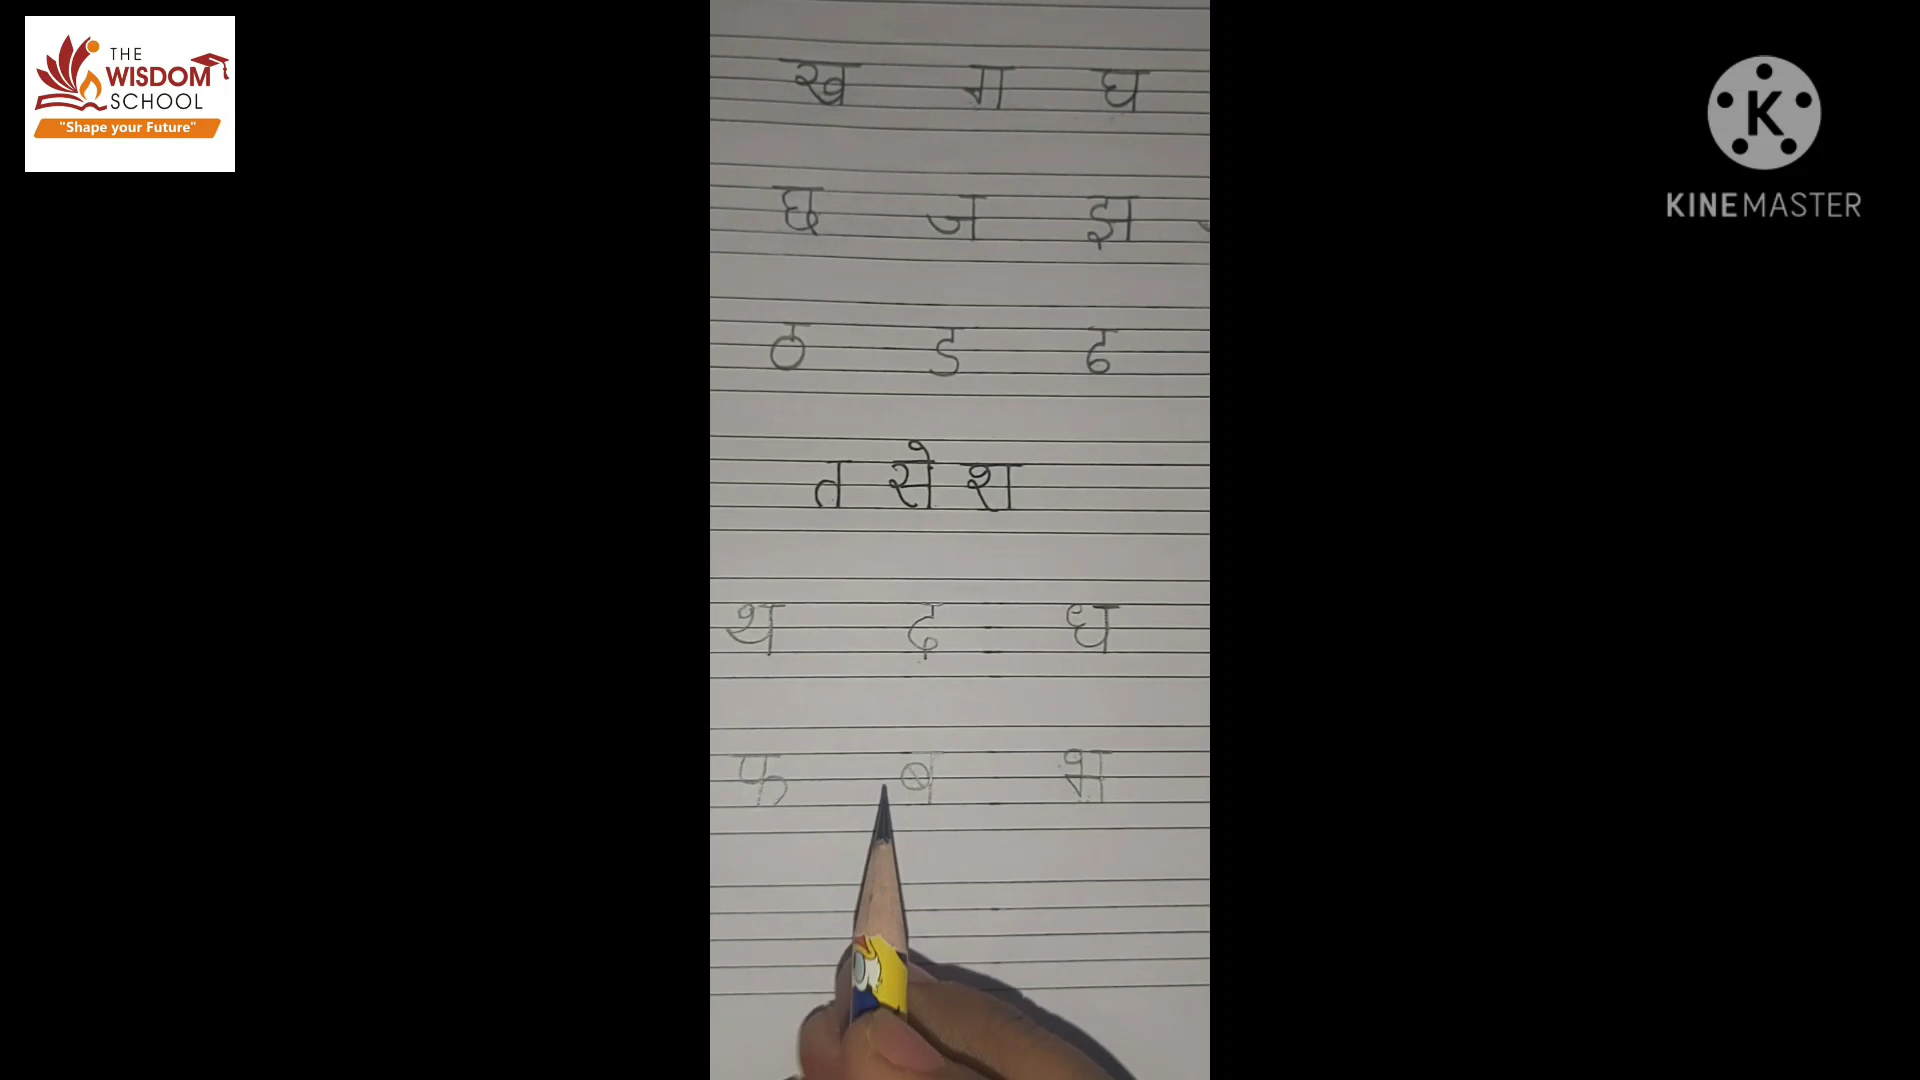 THE
WISDOM
SCHOOL
"Shape your Future"
KINEMASTER
ख ग घ
छ ज झ
ठ ड ढ
त से श
थ द ध
फ ब भ